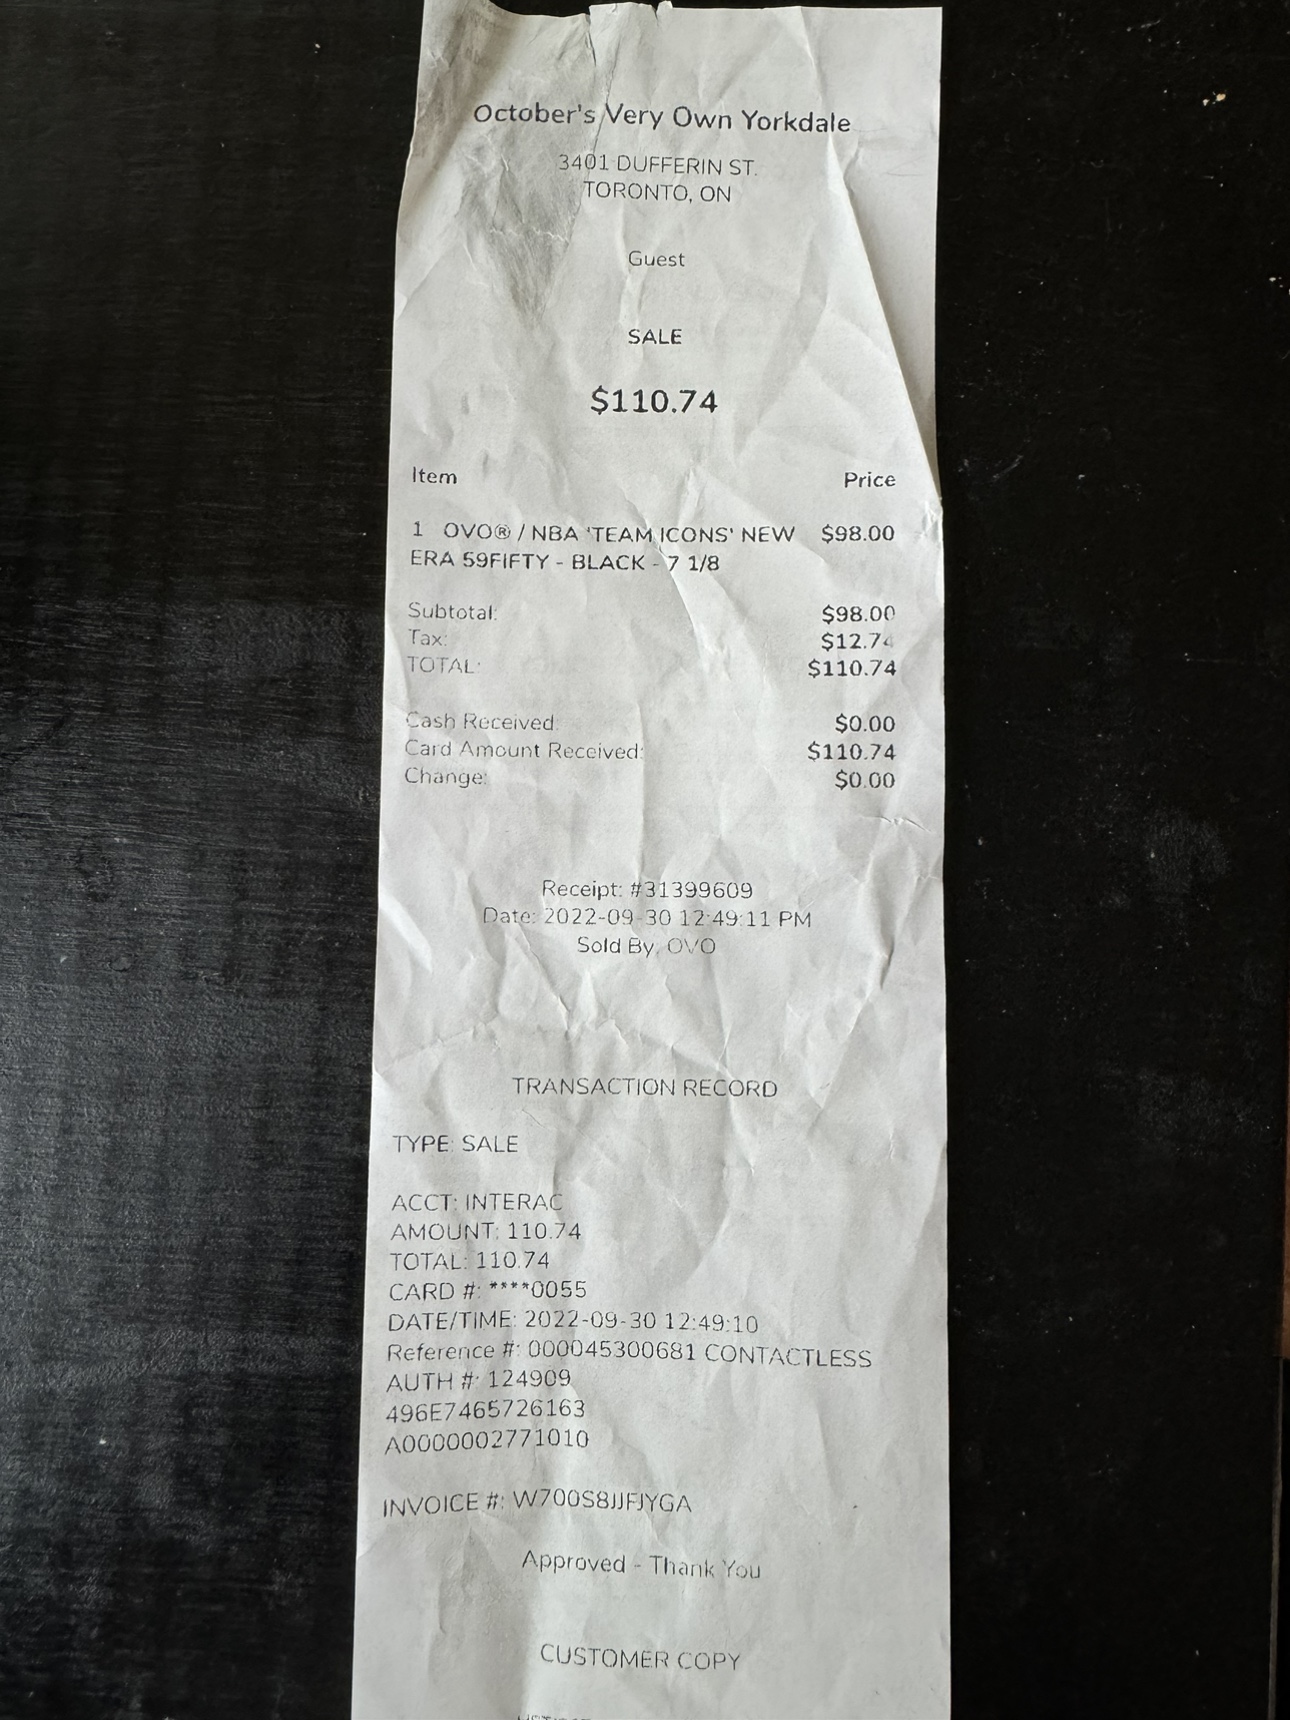 October's Very Own Yorkdale
3401 DUFFERIN ST.
TORONTO, ON
Guest
SALE
$110.74
Item Price
1 OVO® / NBA 'TEAM ICONS' NEW $98.00
ERA 59FIFTY - BLACK - 7 1/8
Subtotal: $98.00
Tax: $12.74
TOTAL: $110.74
Cash Received: $0.00
Card Amount Received: $110.74
Change: $0.00
Receipt: #31399609
Date: 2022-09-30 12:49:11 PM
Sold By: OVO
TRANSACTION RECORD
TYPE: SALE
ACCT: INTERAC
AMOUNT: 110.74
TOTAL: 110.74
CARD #: ****0055
DATE/TIME: 2022-09-30 12:49:10
Reference #: 000045300681 CONTACTLESS
AUTH #: 124909
496E7465726163
A0000002771010
INVOICE #: W700S8JJFJYGA
Approved - Thank You
CUSTOMER COPY